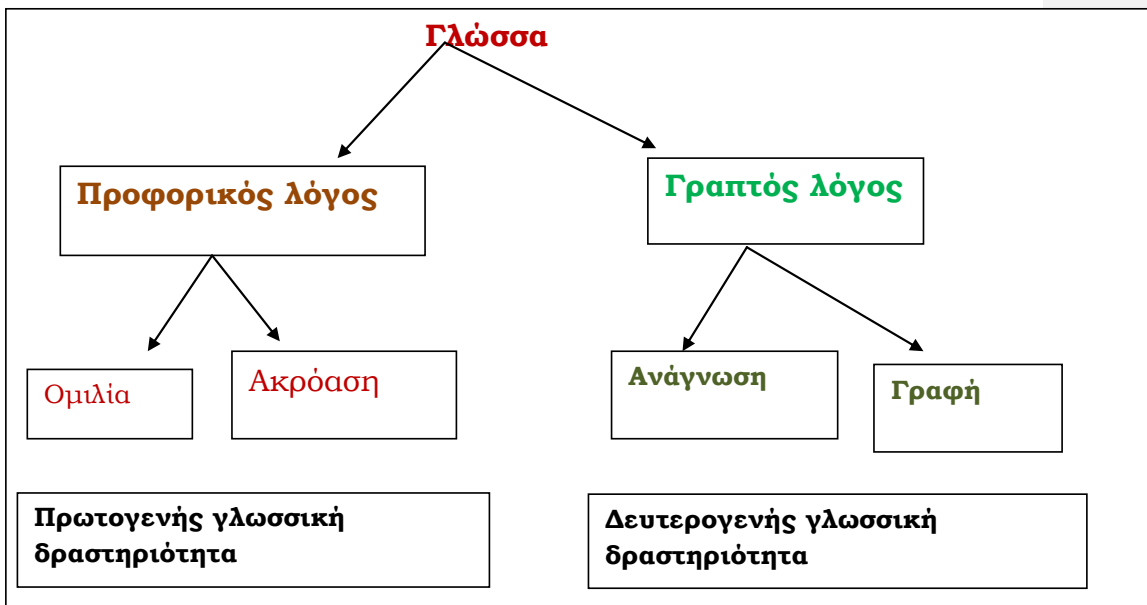 Γλώσσα
Προφορικός λόγος
Γραπτός λόγος
Ομιλία
Ακρόαση
Ανάγνωση
Γραφή
Πρωτογενής γλωσσική
δραστηριότητα
Δευτερογενής γλωσσική
δραστηριότητα